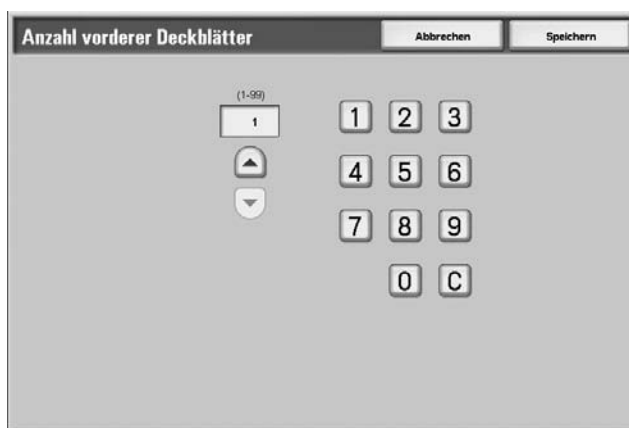 Anzahl vorderer Deckblätter Abbrechen Speichern
(1-99)
1
1 2 3
4 5 6
7 8 9
0 C